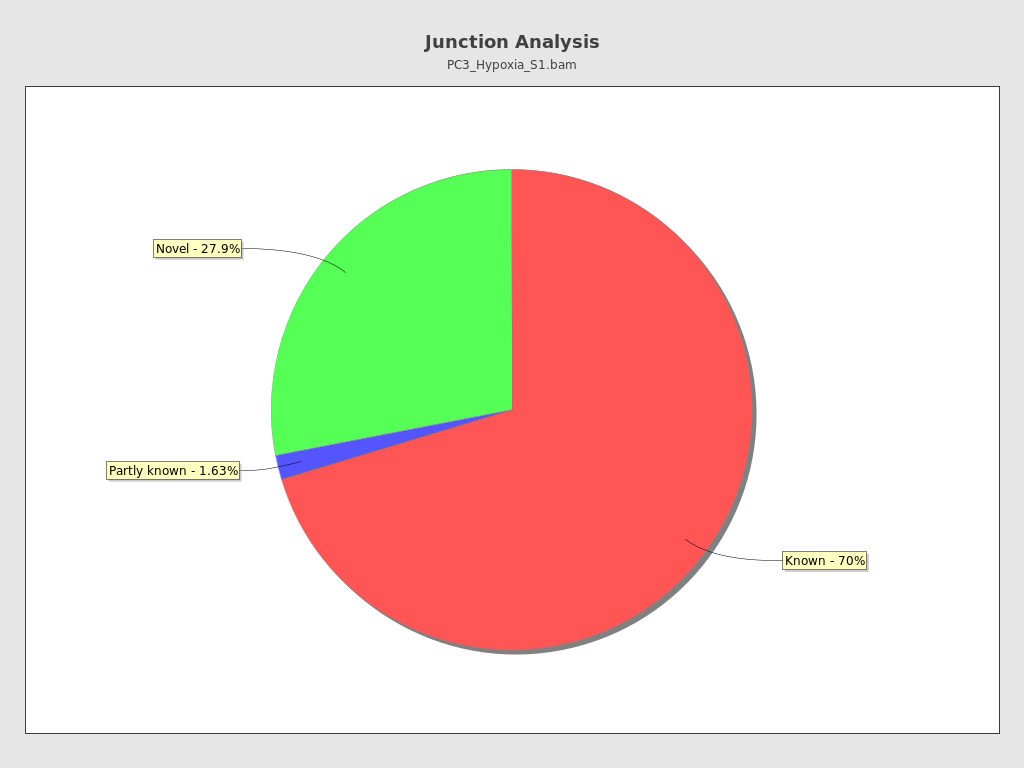 Junction Analysis
PC3_Hypoxia_S1.bam
Novel - 27.9%
Partly known - 1.63%
Known - 70%